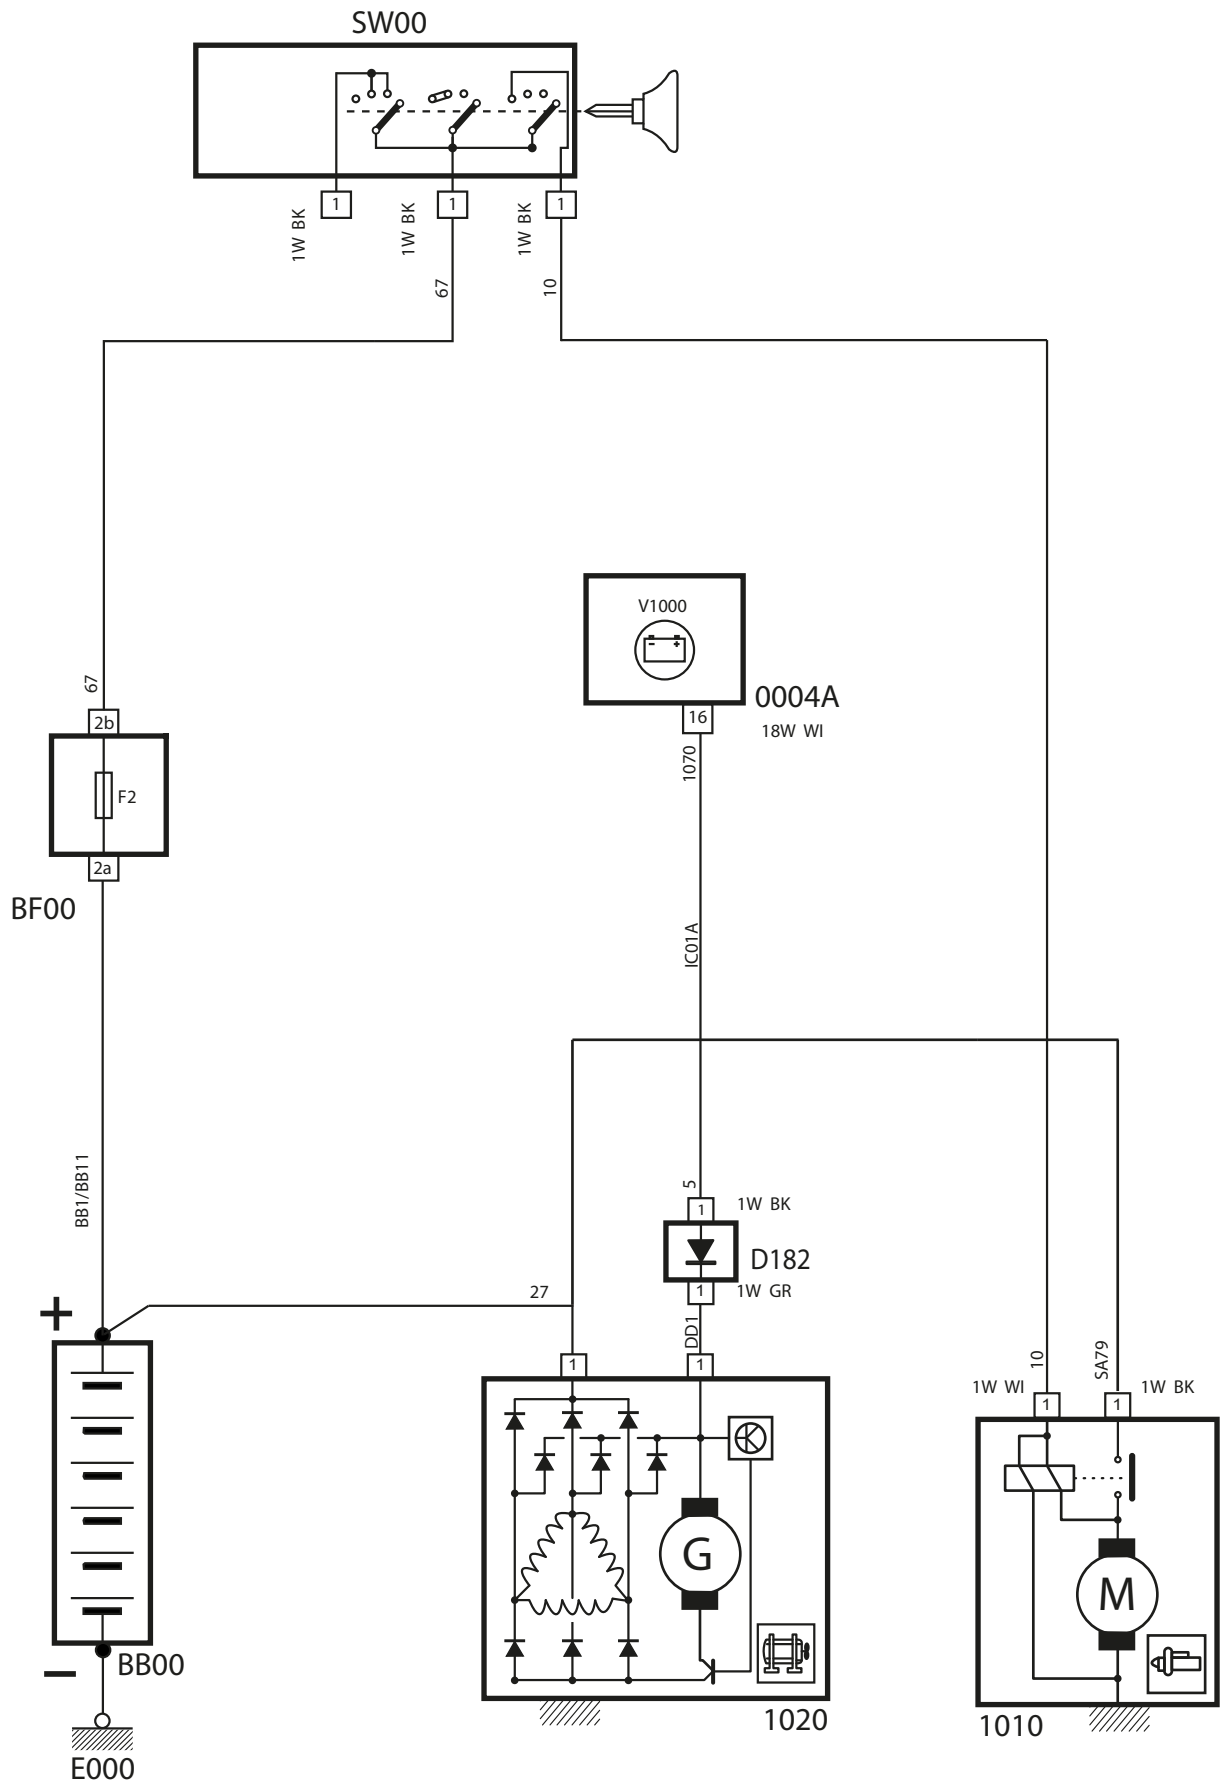 SW00
1
1
1
1W BK
1W BK
1W BK
67
10
V1000
0004A
16
18W WI
1070
67
2b
F2
2a
BF00
IC01A
BB1/BB11
5
1
1W BK
D182
1
1W GR
27
DD1
+
1
1
10
SA79
1W WI
1
1
1W BK
G
M
−
BB00
1020
1010
E000